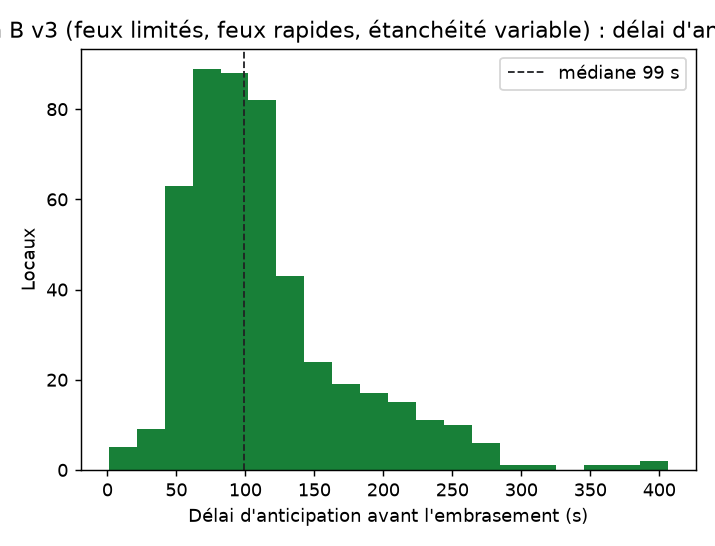 B v3 (feux limités, feux rapides, étanchéité variable) : délai d'an
médiane 99 s
80
60
40
20
0
Locaux
0 50 100 150 200 250 300 350 400
Délai d'anticipation avant l'embrasement (s)